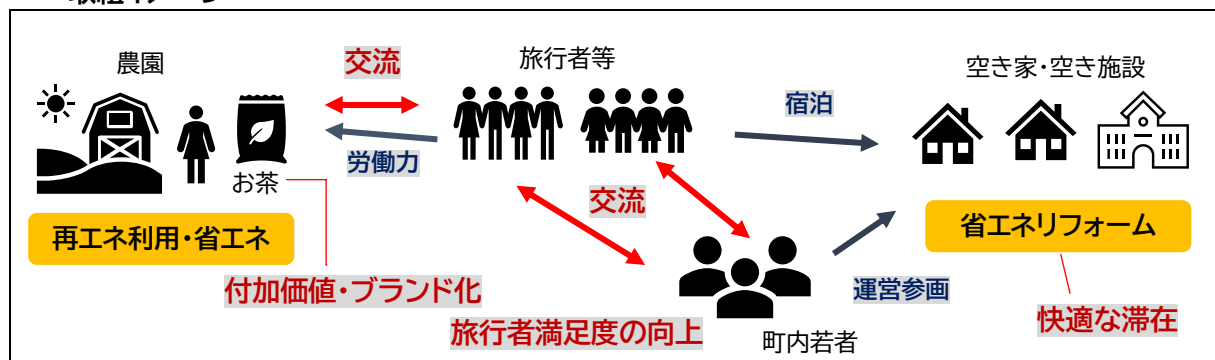 農園
交流
旅行者等
空き家・空き施設
宿泊
労働力
お茶
交流
再エネ利用・省エネ
省エネリフォーム
付加価値・ブランド化
運営参画
旅行者満足度の向上
快適な滞在
町内若者